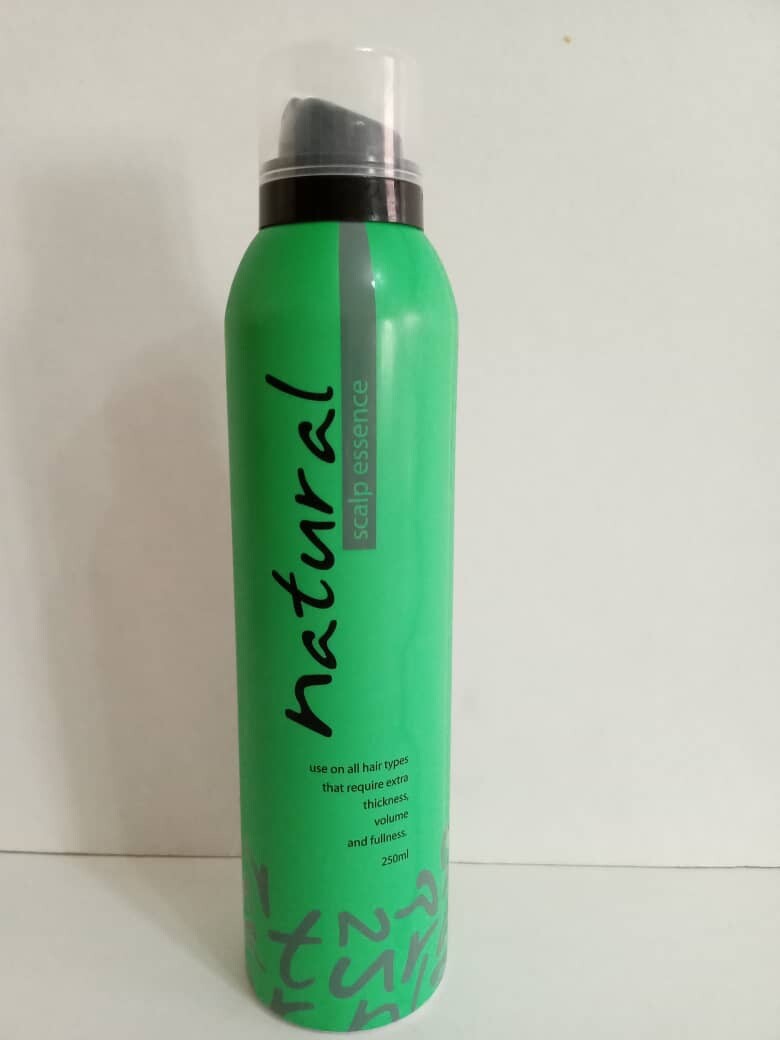 natural
scalp essence
use on all hair types
that require extra
thickness,
volume
and fullness.
250ml